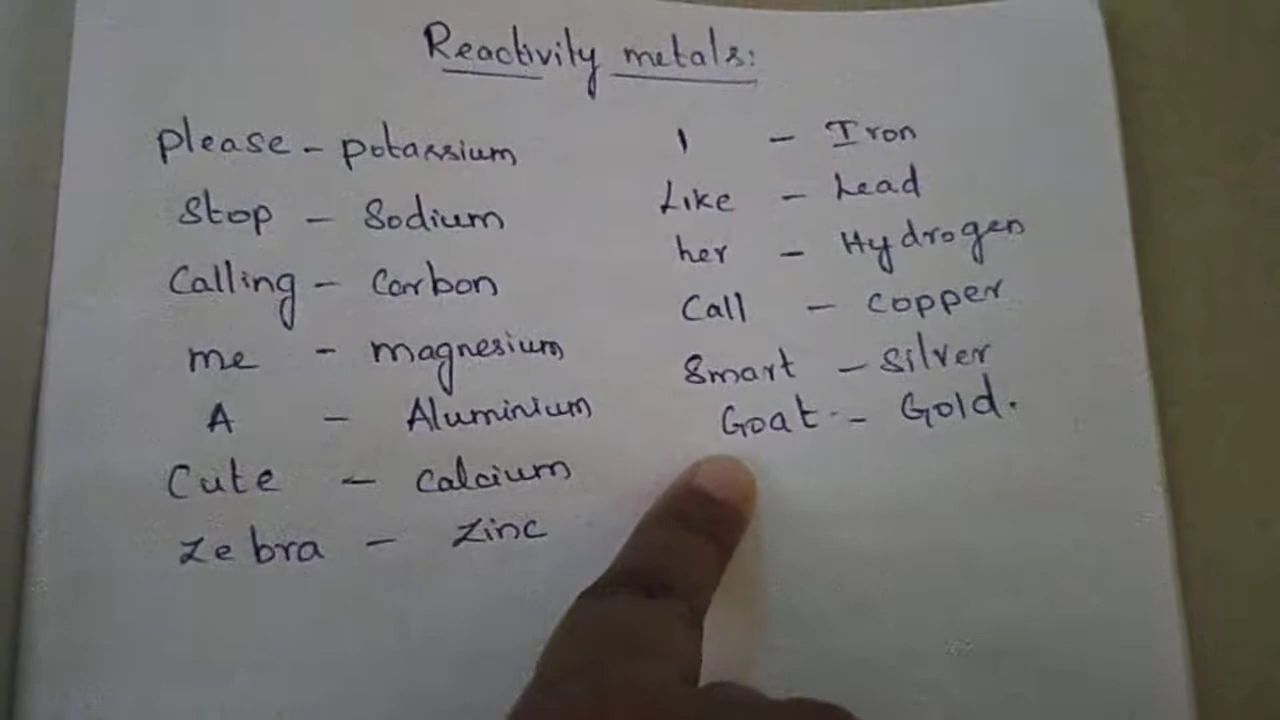 Reactivity metals:
please - potassium
Stop - Sodium
Calling - Carbon
me - magnesium
A - Aluminium
Cute - Calcium
Zebra - Zinc
I - Iron
Like - Lead
her - Hydrogen
Call - copper
Smart - Silver
Goat - Gold.